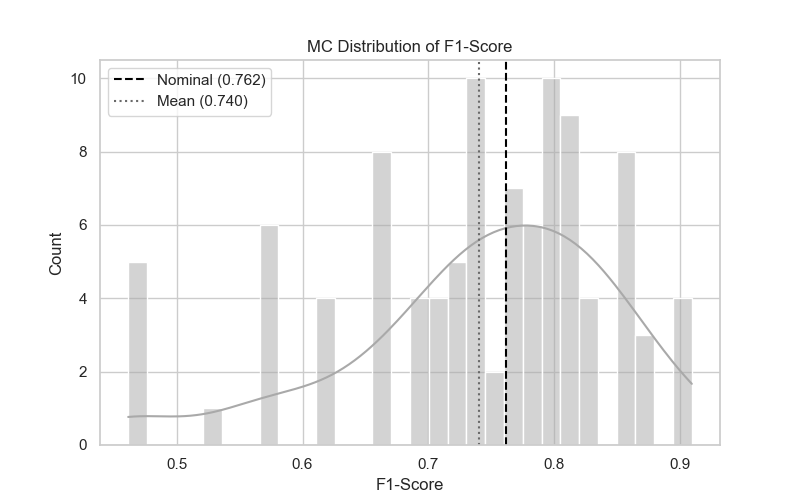 MC Distribution of F1-Score
Nominal (0.762)
Mean (0.740)
10
8
6
4
2
0
Count
0.5
0.6
0.7
0.8
0.9
F1-Score